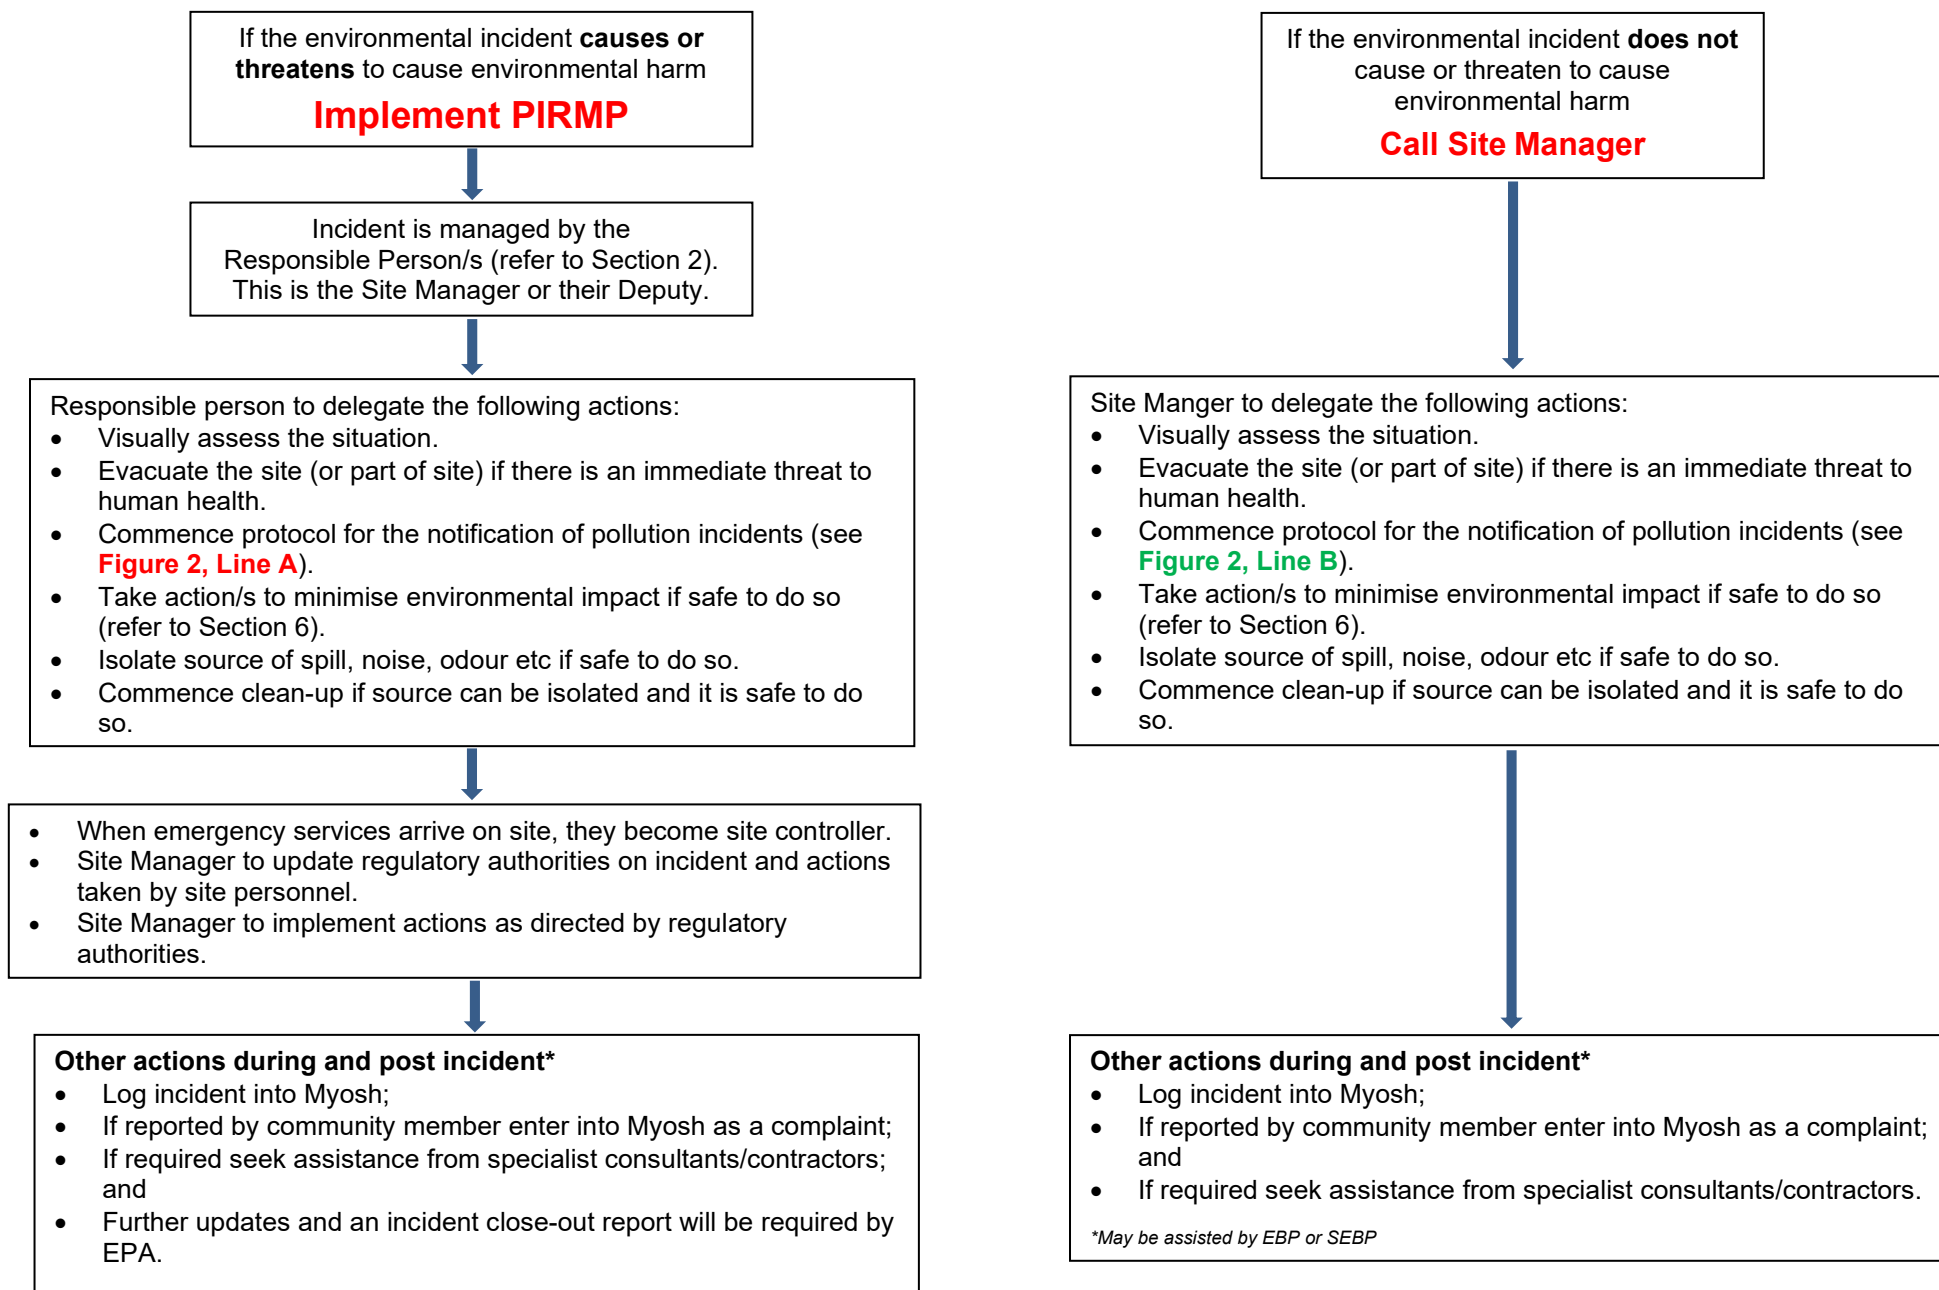 If the environmental incident causes or
threatens to cause environmental harm
Implement PIRMP
Incident is managed by the
Responsible Person/s (refer to Section 2).
This is the Site Manager or their Deputy.
Responsible person to delegate the following actions:
• Visually assess the situation.
• Evacuate the site (or part of site) if there is an immediate threat to
human health.
• Commence protocol for the notification of pollution incidents (see
Figure 2, Line A).
• Take action/s to minimise environmental impact if safe to do so
(refer to Section 6).
• Isolate source of spill, noise, odour etc if safe to do so.
• Commence clean-up if source can be isolated and it is safe to do
so.
• When emergency services arrive on site, they become site controller.
• Site Manager to update regulatory authorities on incident and actions
taken by site personnel.
• Site Manager to implement actions as directed by regulatory
authorities.
Other actions during and post incident*
• Log incident into Myosh;
• If reported by community member enter into Myosh as a complaint;
• If required seek assistance from specialist consultants/contractors;
and
• Further updates and an incident close-out report will be required by
EPA.
If the environmental incident does not
cause or threaten to cause
environmental harm
Call Site Manager
Site Manger to delegate the following actions:
• Visually assess the situation.
• Evacuate the site (or part of site) if there is an immediate threat to
human health.
• Commence protocol for the notification of pollution incidents (see
Figure 2, Line B).
• Take action/s to minimise environmental impact if safe to do so
(refer to Section 6).
• Isolate source of spill, noise, odour etc if safe to do so.
• Commence clean-up if source can be isolated and it is safe to do
so.
Other actions during and post incident*
• Log incident into Myosh;
• If reported by community member enter into Myosh as a complaint;
and
• If required seek assistance from specialist consultants/contractors.
*May be assisted by EBP or SEBP